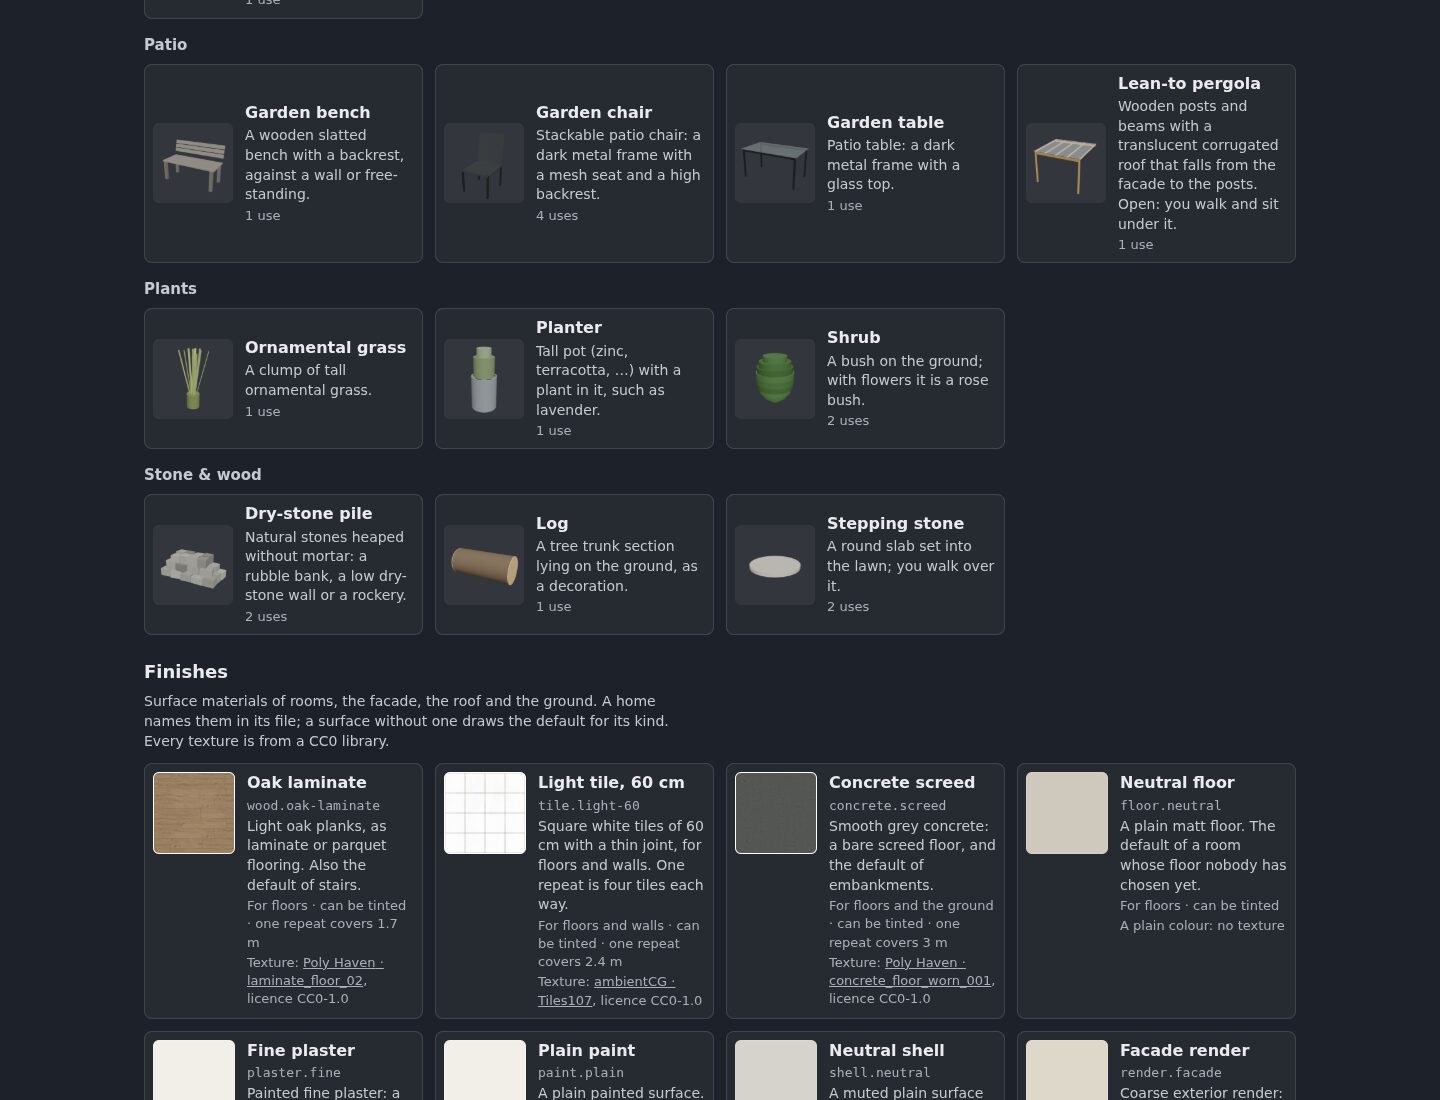 1 use
Patio
Garden bench
A wooden slatted
bench with a backrest,
against a wall or free-
standing.
1 use
Garden chair
Stackable patio chair: a
dark metal frame with
a mesh seat and a high
backrest.
4 uses
Garden table
Patio table: a dark
metal frame with a
glass top.
1 use
Lean-to pergola
Wooden posts and
beams with a
translucent corrugated
roof that falls from the
facade to the posts.
Open: you walk and sit
under it.
1 use
Plants
Ornamental grass
A clump of tall
ornamental grass.
1 use
Planter
Tall pot (zinc,
terracotta, …) with a
plant in it, such as
lavender.
1 use
Shrub
A bush on the ground;
with flowers it is a rose
bush.
2 uses
Stone & wood
Dry-stone pile
Natural stones heaped
without mortar: a
rubble bank, a low dry-
stone wall or a rockery.
2 uses
Log
A tree trunk section
lying on the ground, as
a decoration.
1 use
Stepping stone
A round slab set into
the lawn; you walk over
it.
2 uses
Finishes
Surface materials of rooms, the facade, the roof and the ground. A home
names them in its file; a surface without one draws the default for its kind.
Every texture is from a CC0 library.
Oak laminate
wood.oak-laminate
Light oak planks, as
laminate or parquet
flooring. Also the
default of stairs.
For floors · can be tinted
· one repeat covers 1.7
m
Texture: Poly Haven ·
laminate_floor_02,
licence CC0-1.0
Light tile, 60 cm
tile.light-60
Square white tiles of 60
cm with a thin joint, for
floors and walls. One
repeat is four tiles each
way.
For floors and walls · can
be tinted · one repeat
covers 2.4 m
Texture: ambientCG ·
Tiles107, licence CC0-1.0
Concrete screed
concrete.screed
Smooth grey concrete:
a bare screed floor, and
the default of
embankments.
For floors and the ground
· can be tinted · one
repeat covers 3 m
Texture: Poly Haven ·
concrete_floor_worn_001,
licence CC0-1.0
Neutral floor
floor.neutral
A plain matt floor. The
default of a room
whose floor nobody has
chosen yet.
For floors · can be tinted
A plain colour: no texture
Fine plaster
plaster.fine
Painted fine plaster: a
Plain paint
paint.plain
A plain painted surface.
Neutral shell
shell.neutral
A muted plain surface
Facade render
render.facade
Coarse exterior render: